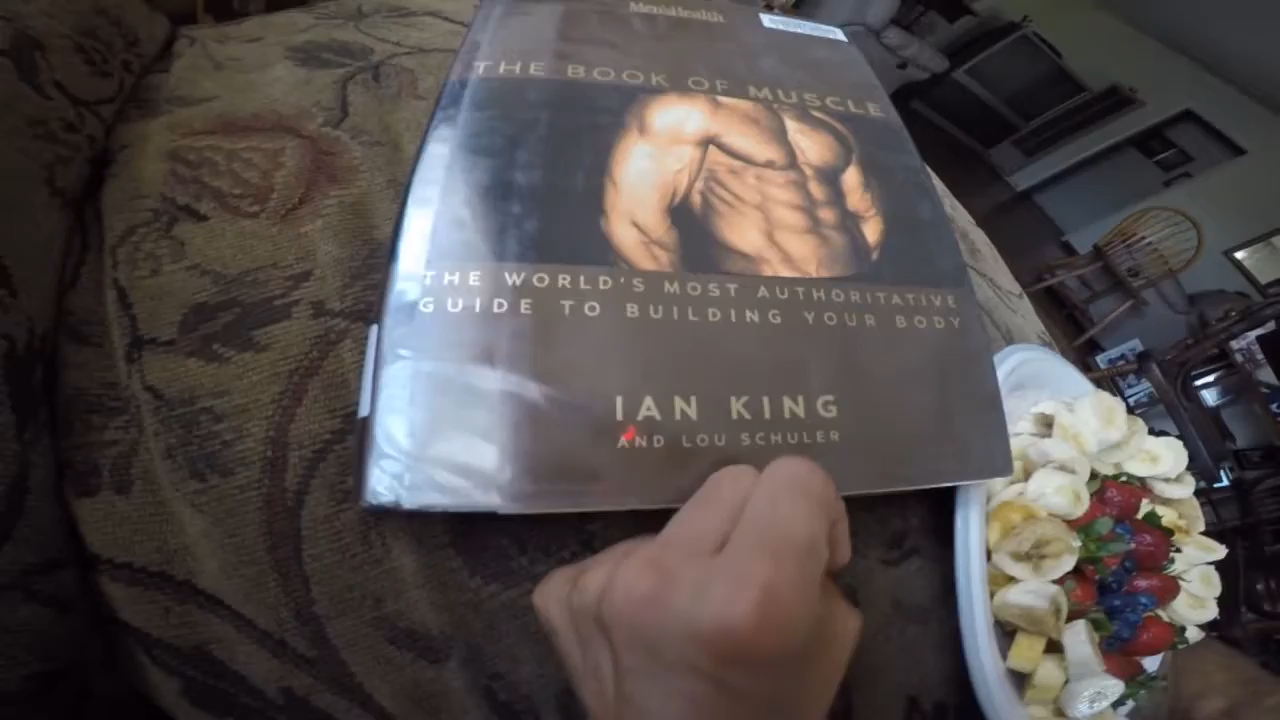 Men'sHealth
THE BOOK OF MUSCLE
THE WORLD'S MOST AUTHORITATIVE
GUIDE TO BUILDING YOUR BODY
IAN KING
AND LOU SCHULER